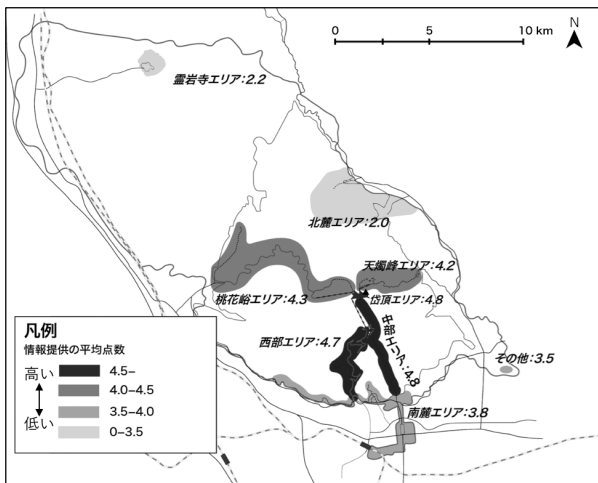 N
0 5 10 km
霊岩寺エリア:2.2
北麓エリア:2.0
天燭峰エリア:4.2
桃花峪エリア:4.3
岱頂エリア:4.8
中部エリア:4.8
西部エリア:4.7
その他:3.5
南麓エリア:3.8
凡例
情報提供の平均点数
高い
低い
4.5–
4.0–4.5
3.5–4.0
0–3.5